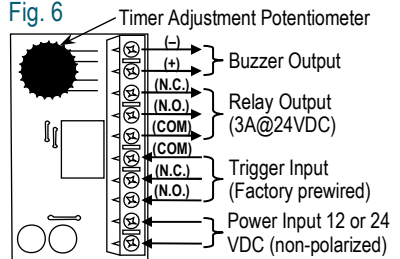 Fig. 6
Timer Adjustment Potentiometer
(–)
(+)
Buzzer Output
(N.C.)
(N.O.)
(COM)
Relay Output
(3A@24VDC)
(COM)
(N.C.)
(N.O.)
Trigger Input
(Factory prewired)
Power Input 12 or 24
VDC (non-polarized)